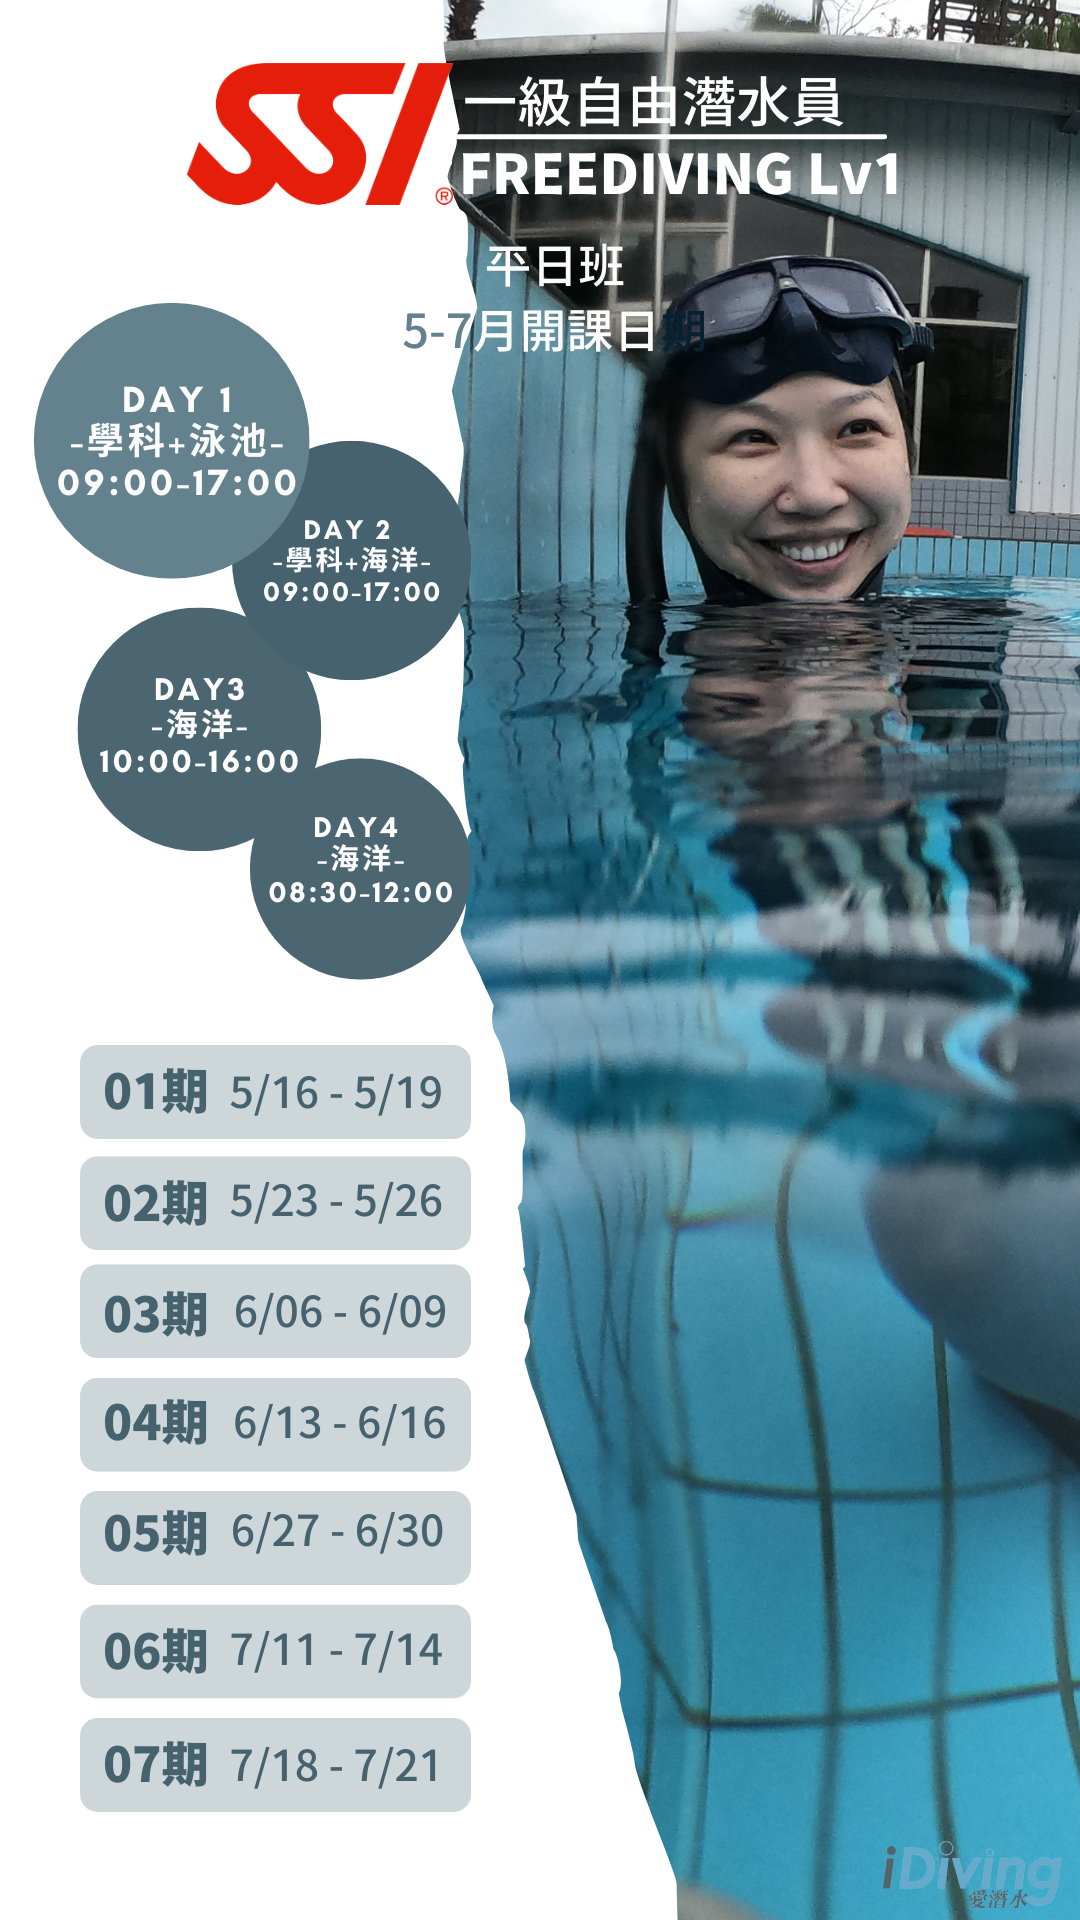 SSI®
一級自由潛水員
FREEDIVING Lv1
平日班
5-7月開課日期
DAY 1
-學科+泳池-
09:00-17:00
DAY 2
-學科+海洋-
09:00-17:00
DAY3
-海洋-
10:00-16:00
DAY4
-海洋-
08:30-12:00
01期 5/16 - 5/19
02期 5/23 - 5/26
03期 6/06 - 6/09
04期 6/13 - 6/16
05期 6/27 - 6/30
06期 7/11 - 7/14
07期 7/18 - 7/21
iDiving
愛潛水